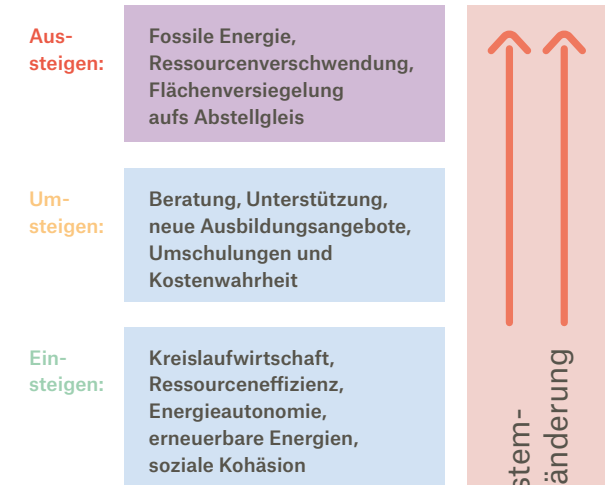 Aus-
steigen:
Fossile Energie,
Ressourcenverschwendung,
Flächenversiegelung
aufs Abstellgleis
Um-
steigen:
Beratung, Unterstützung,
neue Ausbildungsangebote,
Umschulungen und
Kostenwahrheit
Ein-
steigen:
Kreislaufwirtschaft,
Ressourceneffizienz,
Energieautonomie,
erneuerbare Energien,
soziale Kohäsion
stem-
änderung